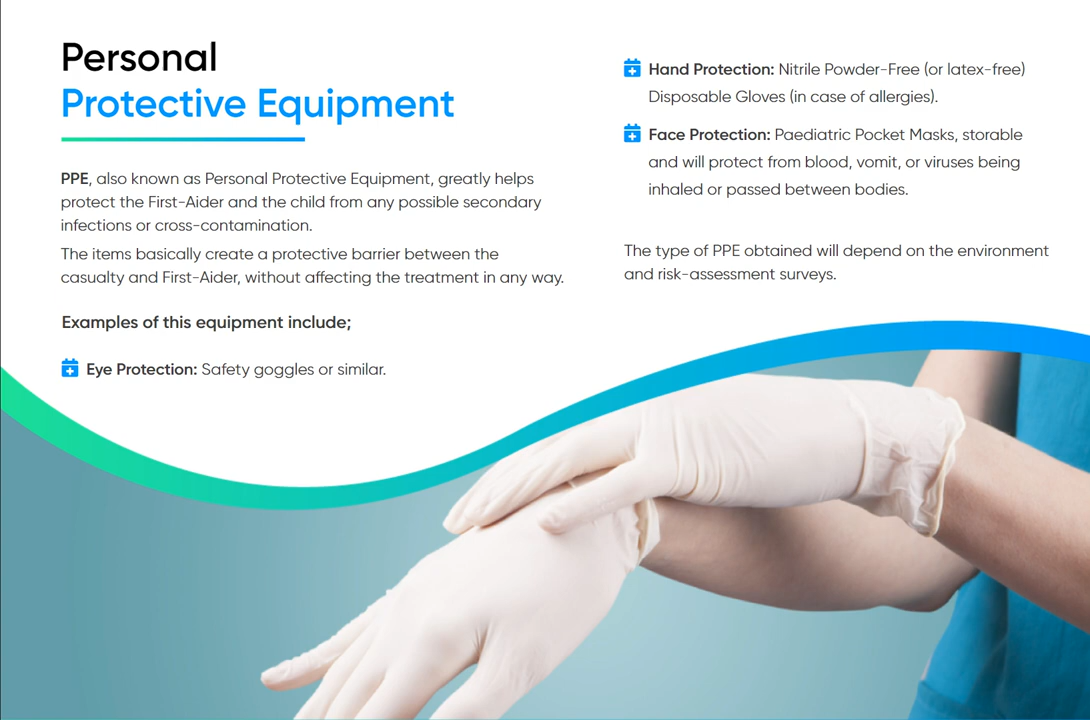 Personal
Protective Equipment
PPE, also known as Personal Protective Equipment, greatly helps
protect the First-Aider and the child from any possible secondary
infections or cross-contamination.
The items basically create a protective barrier between the
casualty and First-Aider, without affecting the treatment in any way.
Examples of this equipment include;
Eye Protection: Safety goggles or similar.
Hand Protection: Nitrile Powder-Free (or latex-free)
Disposable Gloves (in case of allergies).
Face Protection: Paediatric Pocket Masks, storable
and will protect from blood, vomit, or viruses being
inhaled or passed between bodies.
The type of PPE obtained will depend on the environment
and risk-assessment surveys.